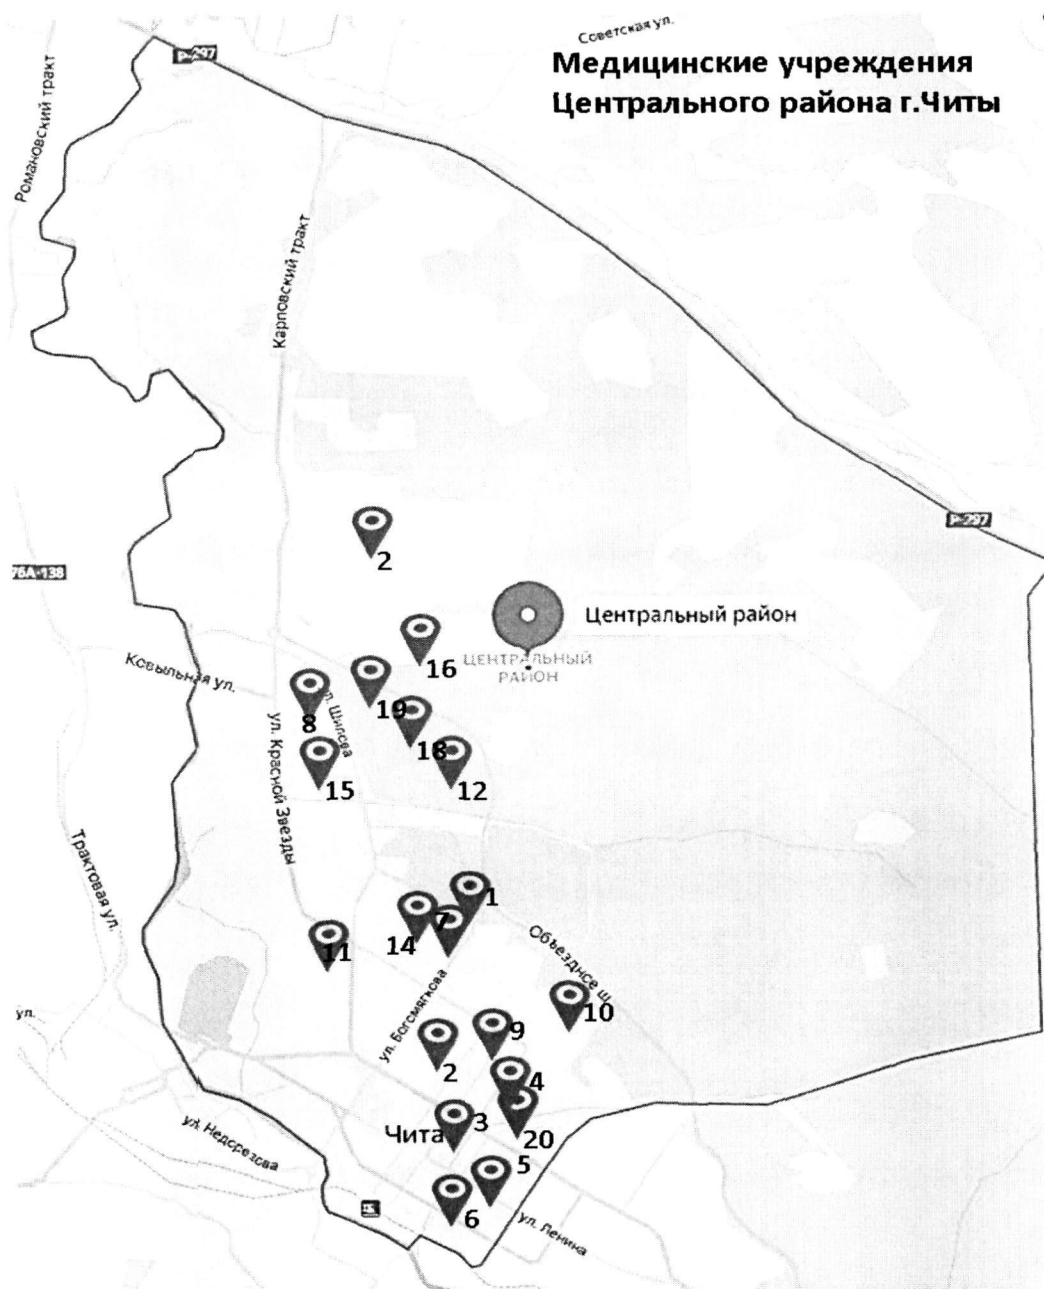 Советская ул.
Р-297
Медицинские учреждения
Центрального района г.Читы
Романовский тракт
Карповский тракт
Р-297
2
76А-138
Центральный район
16
ЦЕНТРАЛЬНЫЙ
РАЙОН
Ковыльная ул.
19
8
ул. Шилова
18
ул. Красной Звезды
15
12
Трактовая ул.
1
7
14
11
Объездное ш.
10
ул.
ул. Богомягкова
9
2
4
3
Чита
20
ул. Недорезова
5
6
ул. Ленина